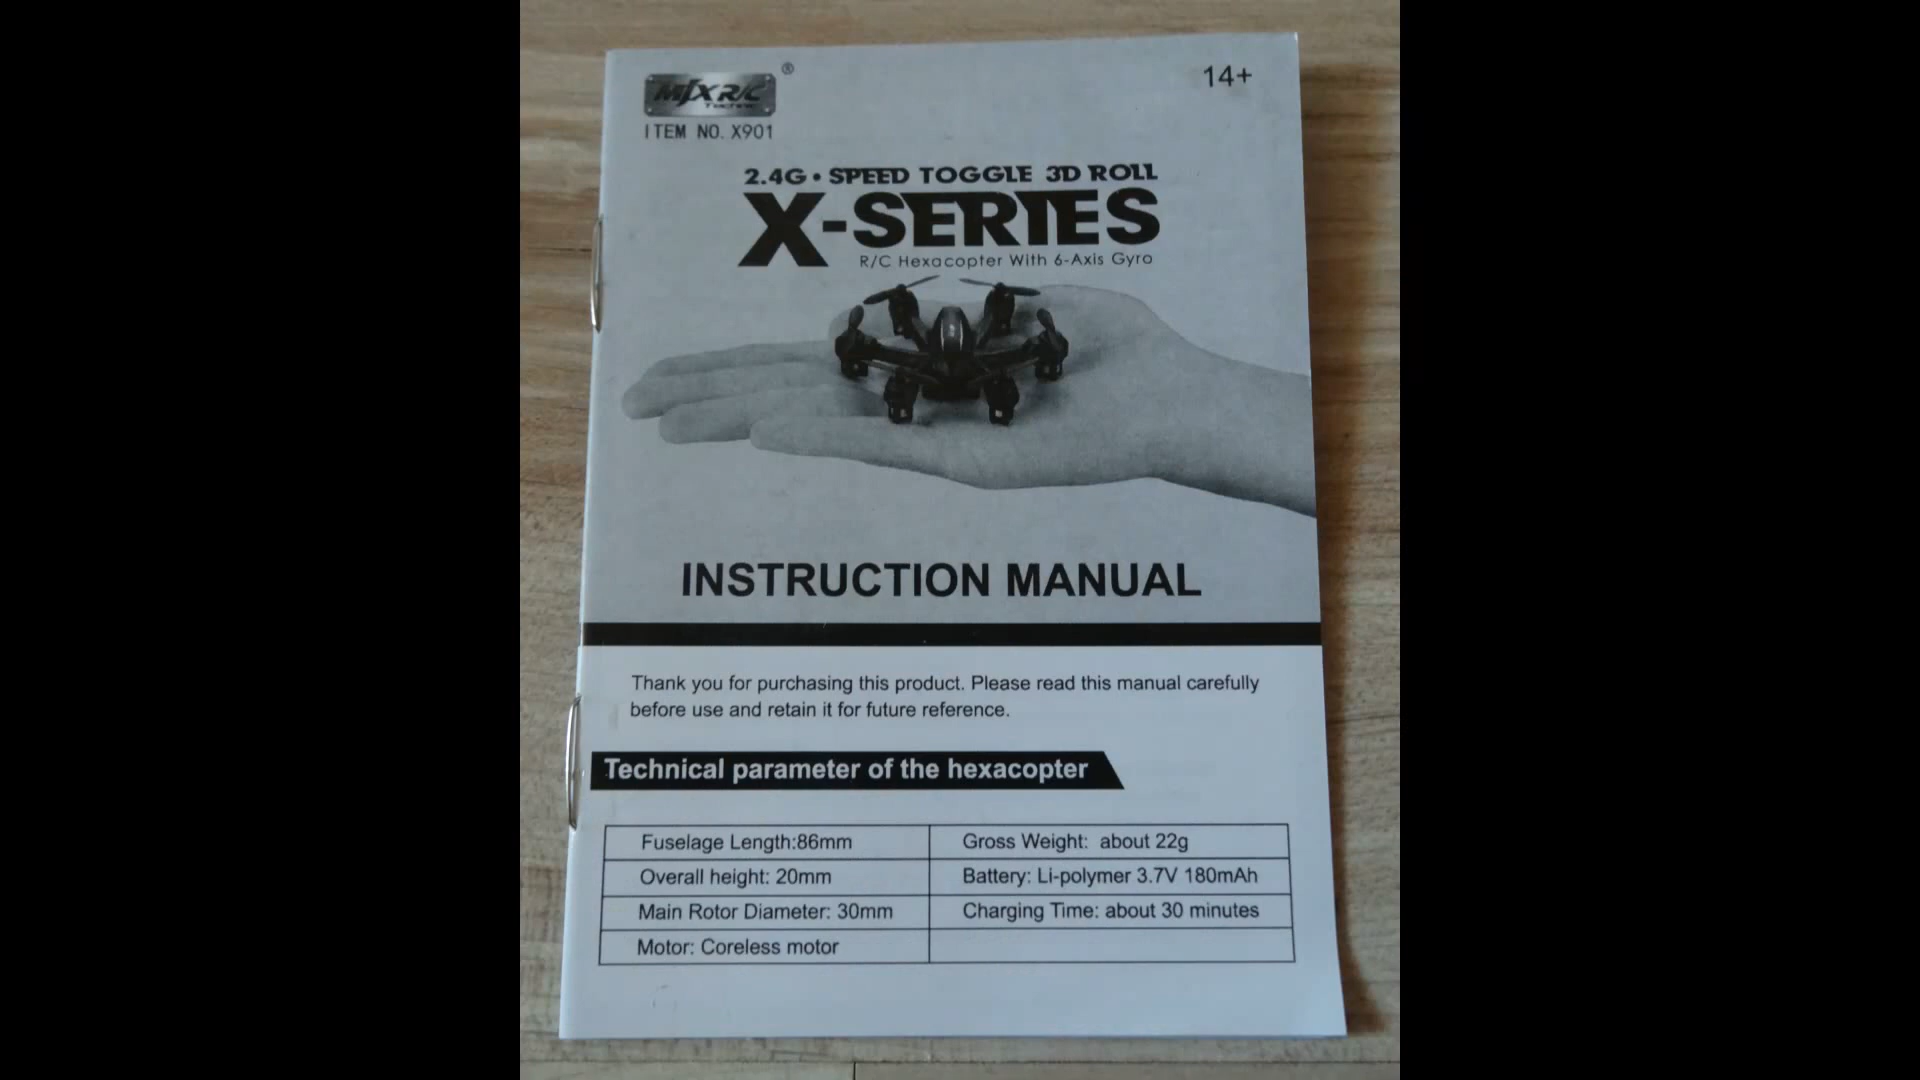 MJX R/C ®
Technic
14+
ITEM NO. X901
2.4G • SPEED TOGGLE 3D ROLL
X-SERIES
R/C Hexacopter With 6-Axis Gyro
INSTRUCTION MANUAL
Thank you for purchasing this product. Please read this manual carefully
before use and retain it for future reference.
Technical parameter of the hexacopter
Fuselage Length:86mm
Gross Weight: about 22g
Overall height: 20mm
Battery: Li-polymer 3.7V 180mAh
Main Rotor Diameter: 30mm
Charging Time: about 30 minutes
Motor: Coreless motor